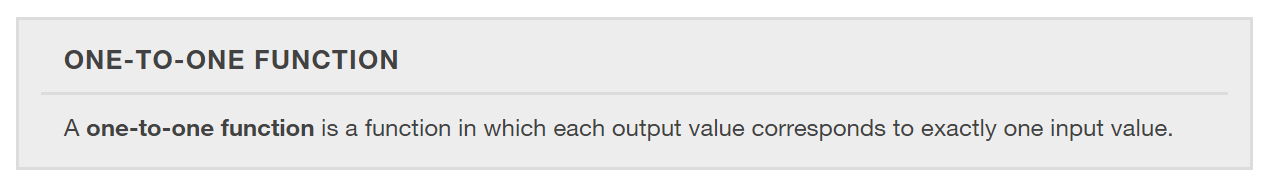 ONE-TO-ONE FUNCTION
A one-to-one function is a function in which each output value corresponds to exactly one input value.